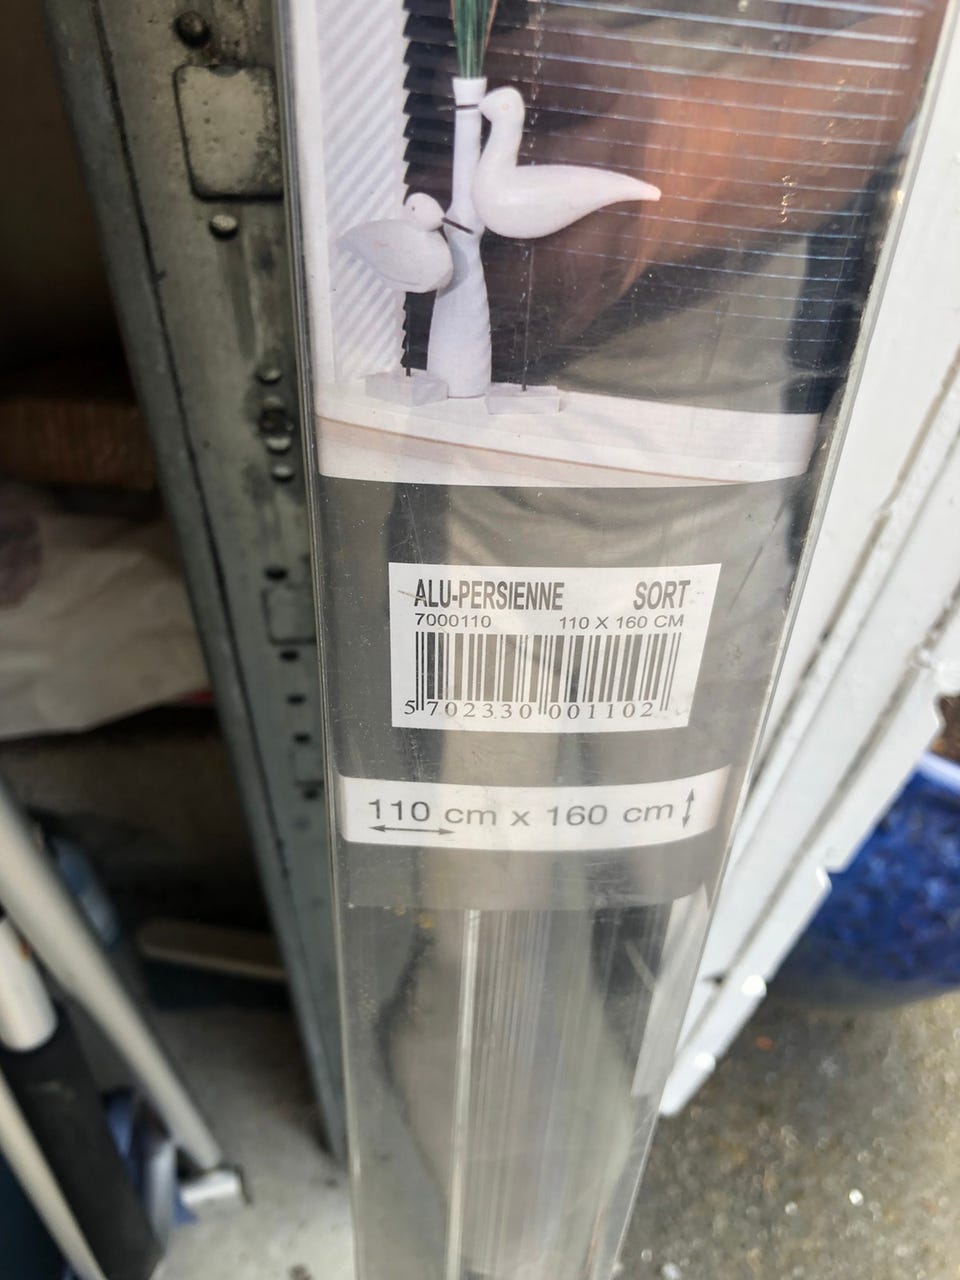 ALU-PERSIENNE SORT
7000110 110 X 160 CM
5 702330 001102
110 cm x 160 cm